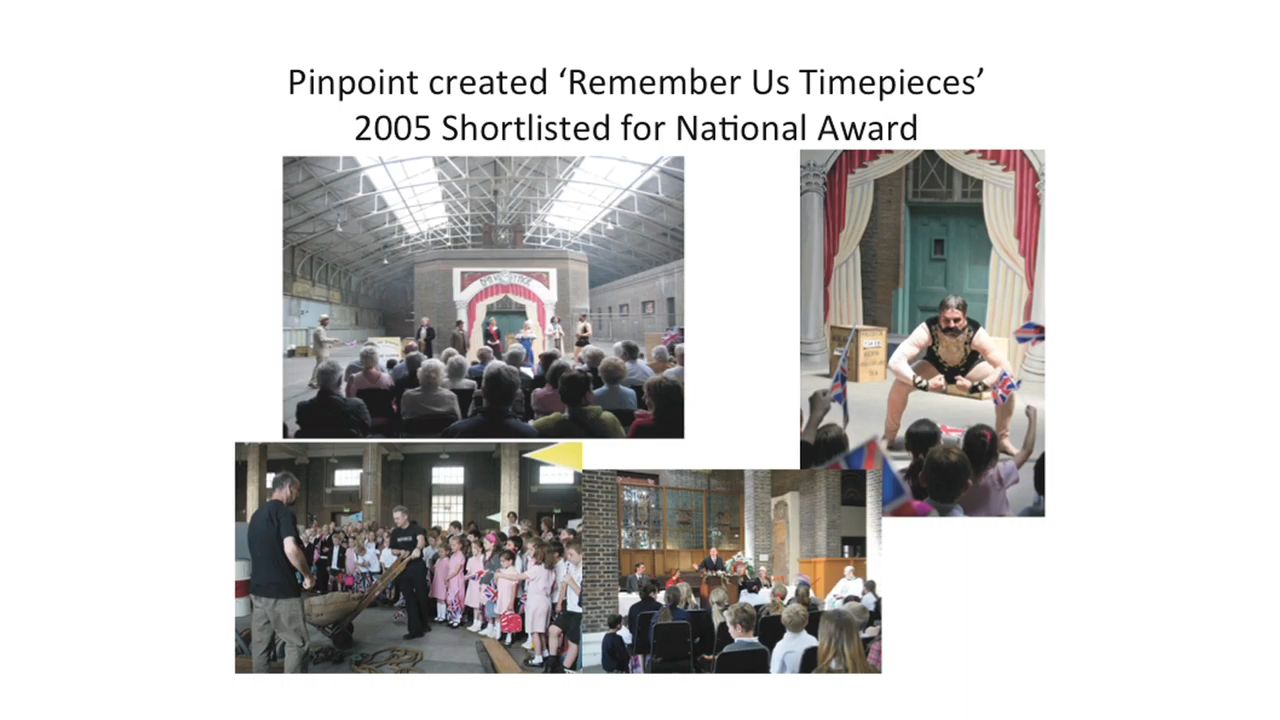 Pinpoint created ‘Remember Us Timepieces’
2005 Shortlisted for National Award